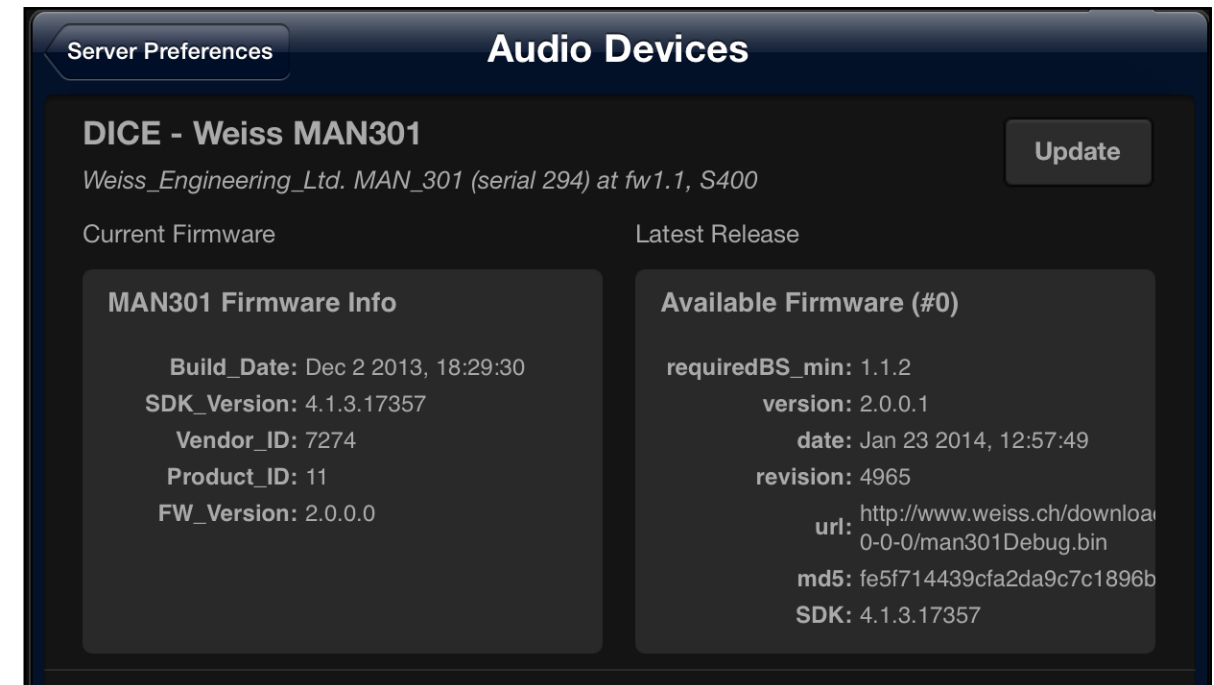 Server Preferences
Audio Devices
DICE - Weiss MAN301
Update
Weiss_Engineering_Ltd. MAN_301 (serial 294) at fw1.1, S400
Current Firmware
MAN301 Firmware Info
Build_Date: Dec 2 2013, 18:29:30
SDK_Version: 4.1.3.17357
Vendor_ID: 7274
Product_ID: 11
FW_Version: 2.0.0.0
Latest Release
Available Firmware (#0)
requiredBS_min: 1.1.2
version: 2.0.0.1
date: Jan 23 2014, 12:57:49
revision: 4965
url: http://www.weiss.ch/downloa
0-0-0/man301Debug.bin
md5: fe5f714439cfa2da9c7c1896b
SDK: 4.1.3.17357